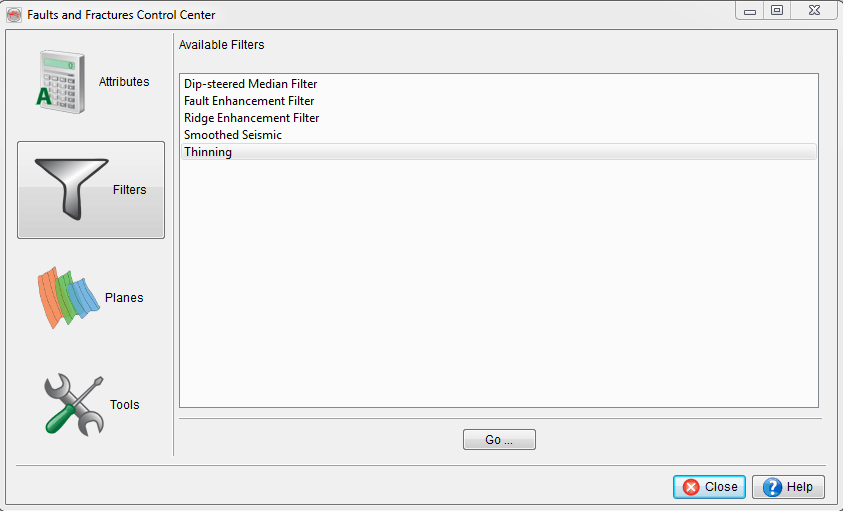 Faults and Fractures Control Center
Attributes
Filters
Planes
Tools
Available Filters
Dip-steered Median Filter
Fault Enhancement Filter
Ridge Enhancement Filter
Smoothed Seismic
Thinning
Go ...
Close
Help